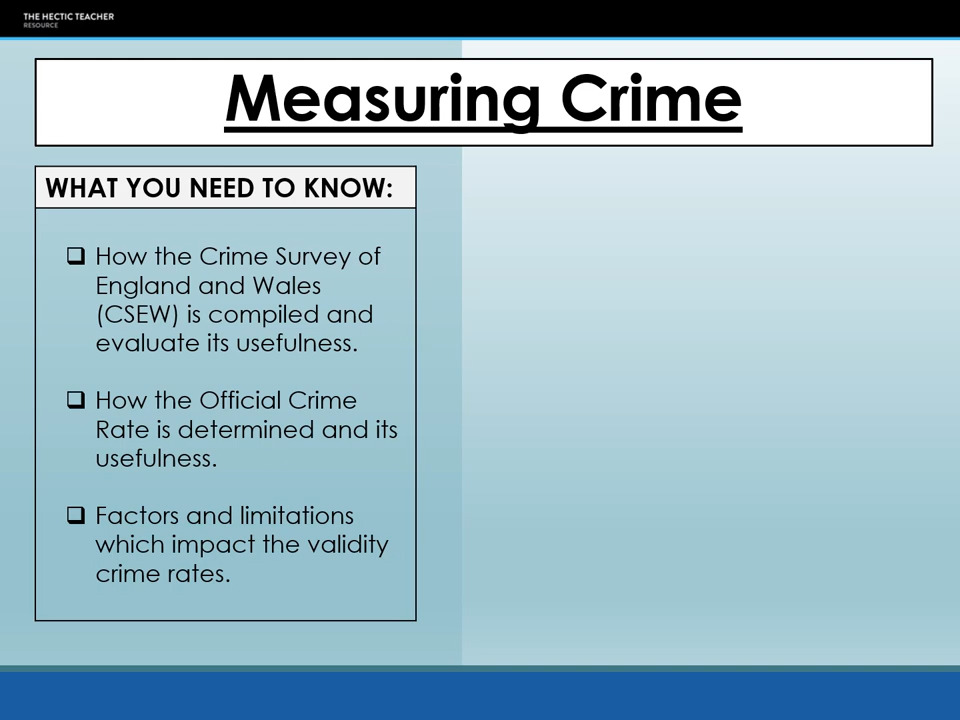 THE HECTIC TEACHER
RESOURCE
Measuring Crime
WHAT YOU NEED TO KNOW:
❑ How the Crime Survey of
England and Wales
(CSEW) is compiled and
evaluate its usefulness.
❑ How the Official Crime
Rate is determined and its
usefulness.
❑ Factors and limitations
which impact the validity
crime rates.